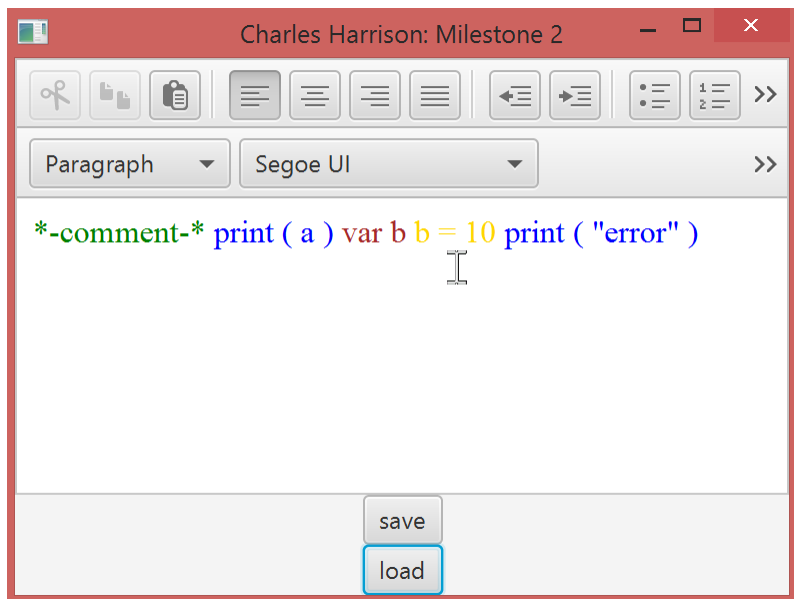 Charles Harrison: Milestone 2
Paragraph Segoe UI
*-comment-* print ( a ) var b b = 10 print ( "error" )
save
load